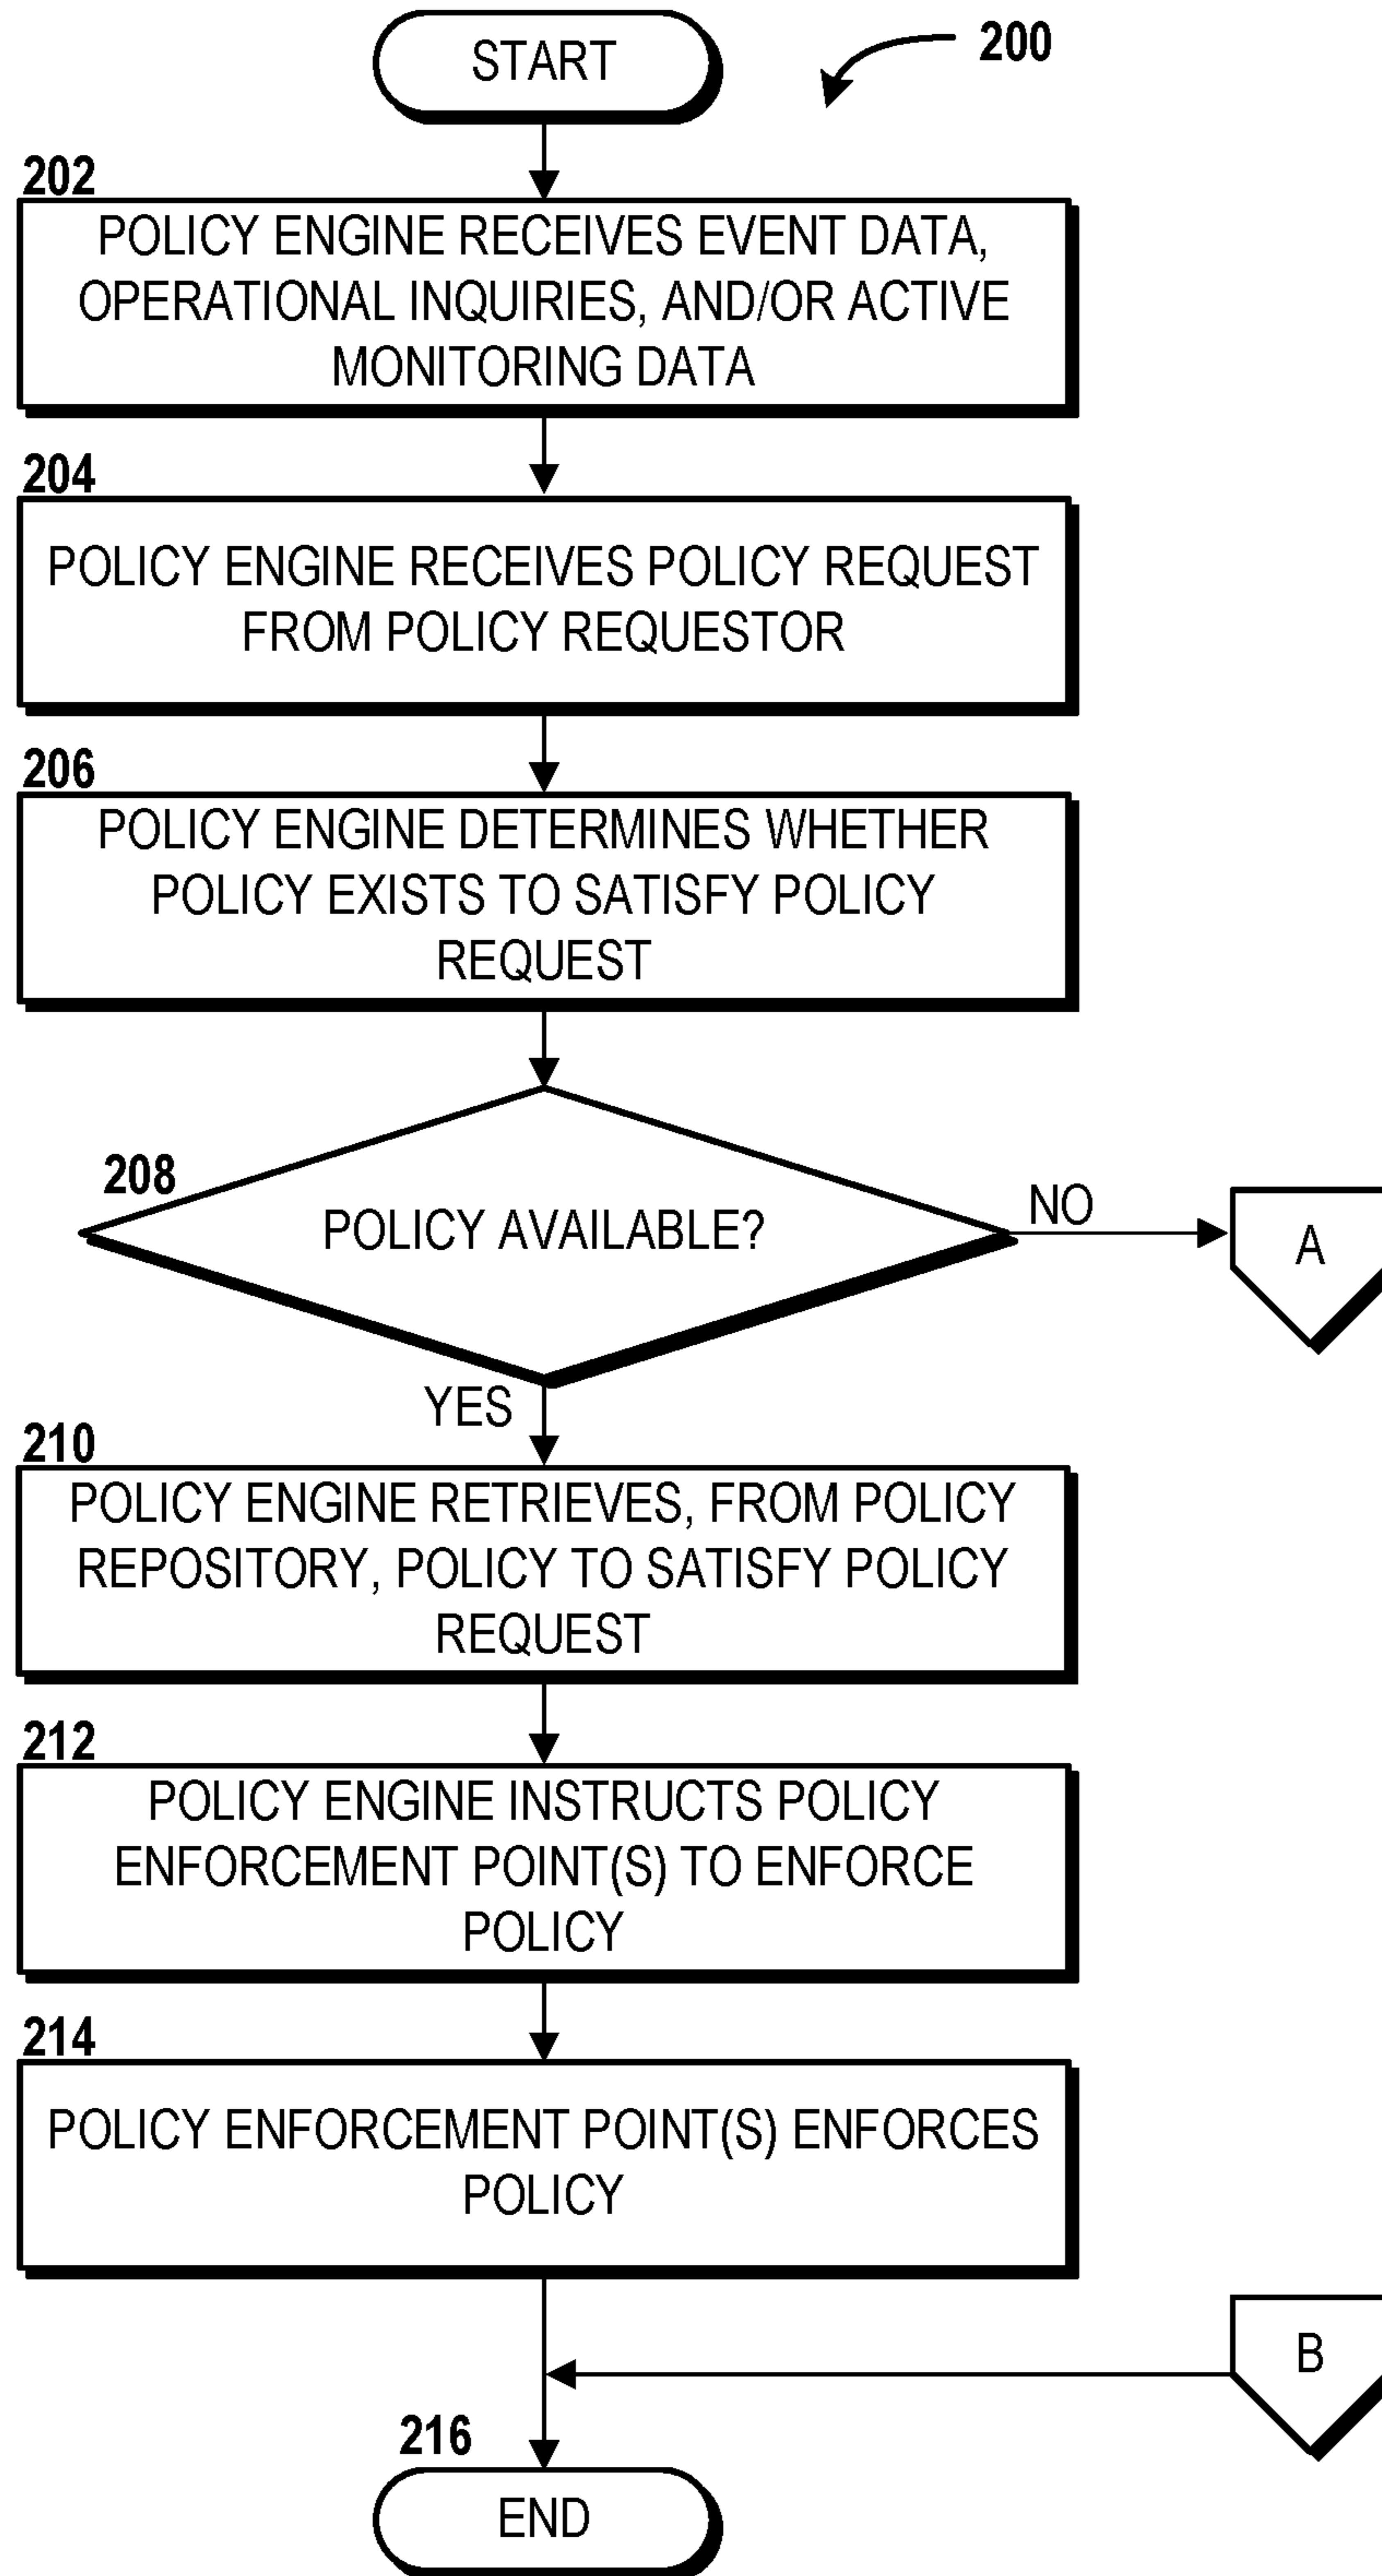 START
200
202
POLICY ENGINE RECEIVES EVENT DATA,
OPERATIONAL INQUIRIES, AND/OR ACTIVE
MONITORING DATA
204
POLICY ENGINE RECEIVES POLICY REQUEST
FROM POLICY REQUESTOR
206
POLICY ENGINE DETERMINES WHETHER
POLICY EXISTS TO SATISFY POLICY
REQUEST
208
POLICY AVAILABLE?
NO
A
YES
210
POLICY ENGINE RETRIEVES, FROM POLICY
REPOSITORY, POLICY TO SATISFY POLICY
REQUEST
212
POLICY ENGINE INSTRUCTS POLICY
ENFORCEMENT POINT(S) TO ENFORCE
POLICY
214
POLICY ENFORCEMENT POINT(S) ENFORCES
POLICY
B
216
END